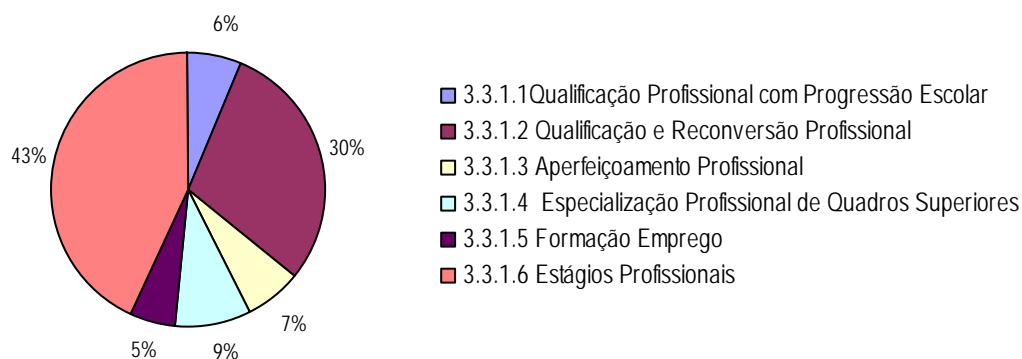 6%
30%
43%
7%
5%
9%
3.3.1.1Qualificação Profissional com Progressão Escolar
3.3.1.2 Qualificação e Reconversão Profissional
3.3.1.3 Aperfeiçoamento Profissional
3.3.1.4 Especialização Profissional de Quadros Superiores
3.3.1.5 Formação Emprego
3.3.1.6 Estágios Profissionais